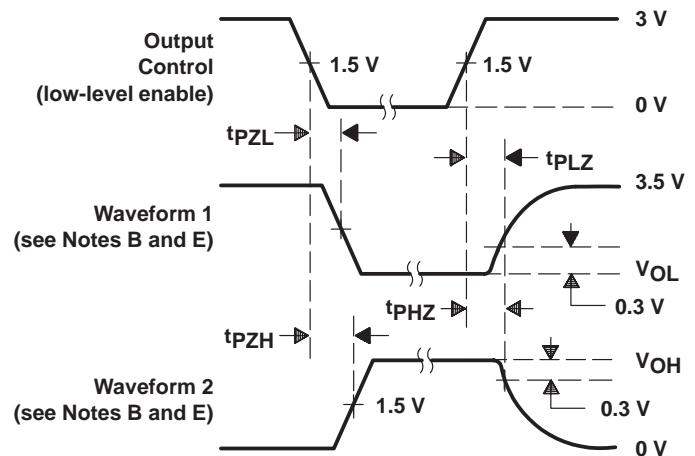 Output
Control
(low-level enable)
3 V
1.5 V
1.5 V
0 V
tPZL
tPLZ
3.5 V
Waveform 1
(see Notes B and E)
VOL
0.3 V
tPHZ
tPZH
VOH
Waveform 2
(see Notes B and E)
1.5 V
0.3 V
0 V